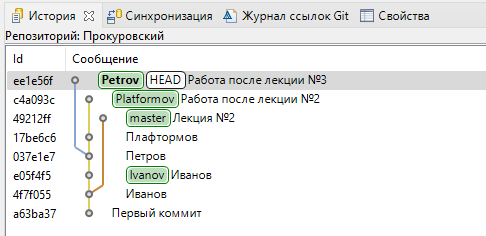 История Синхронизация Журнал ссылок Git Свойства
Репозиторий: Прокуровский
Id Сообщение
ee1e56f Petrov HEAD Работа после лекции №3
c4a093c Platformov Работа после лекции №2
49212ff master Лекция №2
17be6c6 Плафтормов
037e1e7 Петров
e05f4f5 Ivanov Иванов
4f7f055 Иванов
a63ba37 Первый коммит